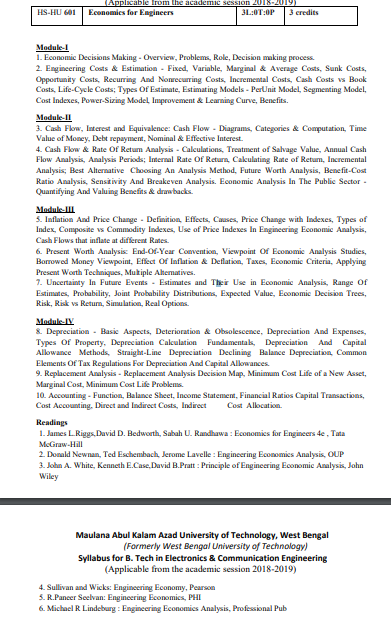 (Applicable from the academic session 2018-2019)
HS-HU 601 Economics for Engineers 3L:0T:0P 3 credits
Module-I
1. Economic Decisions Making - Overview, Problems, Role, Decision making process.
2. Engineering Costs & Estimation - Fixed, Variable, Marginal & Average Costs, Sunk Costs,
Opportunity Costs, Recurring And Nonrecurring Costs, Incremental Costs, Cash Costs vs Book
Costs, Life-Cycle Costs; Types Of Estimate, Estimating Models - PerUnit Model, Segmenting Model,
Cost Indexes, Power-Sizing Model, Improvement & Learning Curve, Benefits.
Module-II
3. Cash Flow, Interest and Equivalence: Cash Flow - Diagrams, Categories & Computation, Time
Value of Money, Debt repayment, Nominal & Effective Interest.
4. Cash Flow & Rate Of Return Analysis - Calculations, Treatment of Salvage Value, Annual Cash
Flow Analysis, Analysis Periods; Internal Rate Of Return, Calculating Rate of Return, Incremental
Analysis; Best Alternative Choosing An Analysis Method, Future Worth Analysis, Benefit-Cost
Ratio Analysis, Sensitivity And Breakeven Analysis. Economic Analysis In The Public Sector -
Quantifying And Valuing Benefits & drawbacks.
Module-III
5. Inflation And Price Change - Definition, Effects, Causes, Price Change with Indexes, Types of
Index, Composite vs Commodity Indexes, Use of Price Indexes In Engineering Economic Analysis,
Cash Flows that inflate at different Rates.
6. Present Worth Analysis: End-Of-Year Convention, Viewpoint Of Economic Analysis Studies,
Borrowed Money Viewpoint, Effect Of Inflation & Deflation, Taxes, Economic Criteria, Applying
Present Worth Techniques, Multiple Alternatives.
7. Uncertainty In Future Events - Estimates and Their Use in Economic Analysis, Range Of
Estimates, Probability, Joint Probability Distributions, Expected Value, Economic Decision Trees,
Risk, Risk vs Return, Simulation, Real Options.
Module-IV
8. Depreciation - Basic Aspects, Deterioration & Obsolescence, Depreciation And Expenses,
Types Of Property, Depreciation Calculation Fundamentals, Depreciation And Capital
Allowance Methods, Straight-Line Depreciation Declining Balance Depreciation, Common
Elements Of Tax Regulations For Depreciation And Capital Allowances.
9. Replacement Analysis - Replacement Analysis Decision Map, Minimum Cost Life of a New Asset,
Marginal Cost, Minimum Cost Life Problems.
10. Accounting - Function, Balance Sheet, Income Statement, Financial Ratios Capital Transactions,
Cost Accounting, Direct and Indirect Costs, Indirect Cost Allocation.
Readings
1. James L.Riggs,David D. Bedworth, Sabah U. Randhawa : Economics for Engineers 4e , Tata
McGraw-Hill
2. Donald Newnan, Ted Eschembach, Jerome Lavelle : Engineering Economics Analysis, OUP
3. John A. White, Kenneth E.Case,David B.Pratt : Principle of Engineering Economic Analysis, John
Wiley
Maulana Abul Kalam Azad University of Technology, West Bengal
(Formerly West Bengal University of Technology)
Syllabus for B. Tech in Electronics & Communication Engineering
(Applicable from the academic session 2018-2019)
4. Sullivan and Wicks: Engineering Economy, Pearson
5. R.Paneer Seelvan: Engineering Economics, PHI
6. Michael R Lindeburg : Engineering Economics Analysis, Professional Pub